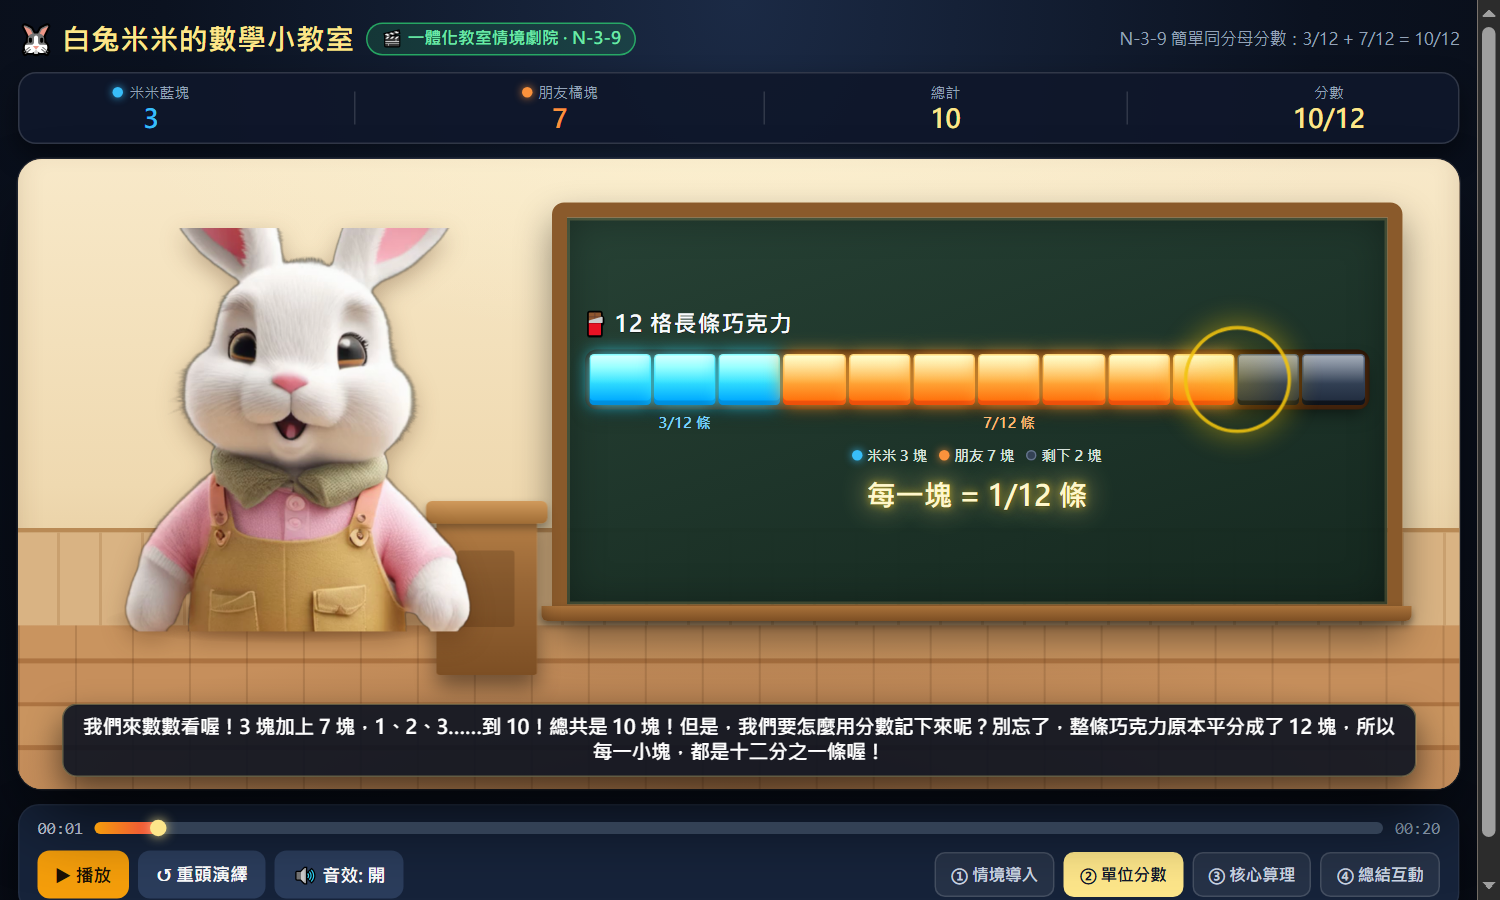 白兔米米的數學小教室
一體化教室情境劇院 · N-3-9
N-3-9 簡單同分母分數：3/12 + 7/12 = 10/12
米米藍塊
3
朋友橘塊
7
總計
10
分數
10/12
12 格長條巧克力
3/12 條
7/12 條
米米 3 塊 朋友 7 塊 剩下 2 塊
每一塊 = 1/12 條
我們來數數看喔！3 塊加上 7 塊，1、2、3……到 10！總共是 10 塊！但是，我們要怎麼用分數記下來呢？別忘了，整條巧克力原本平分成了 12 塊，所以
每一小塊，都是十二分之一條喔！
00:01
00:20
▶ 播放
↺ 重頭演繹
音效: 開
① 情境導入
② 單位分數
③ 核心算理
④ 總結互動